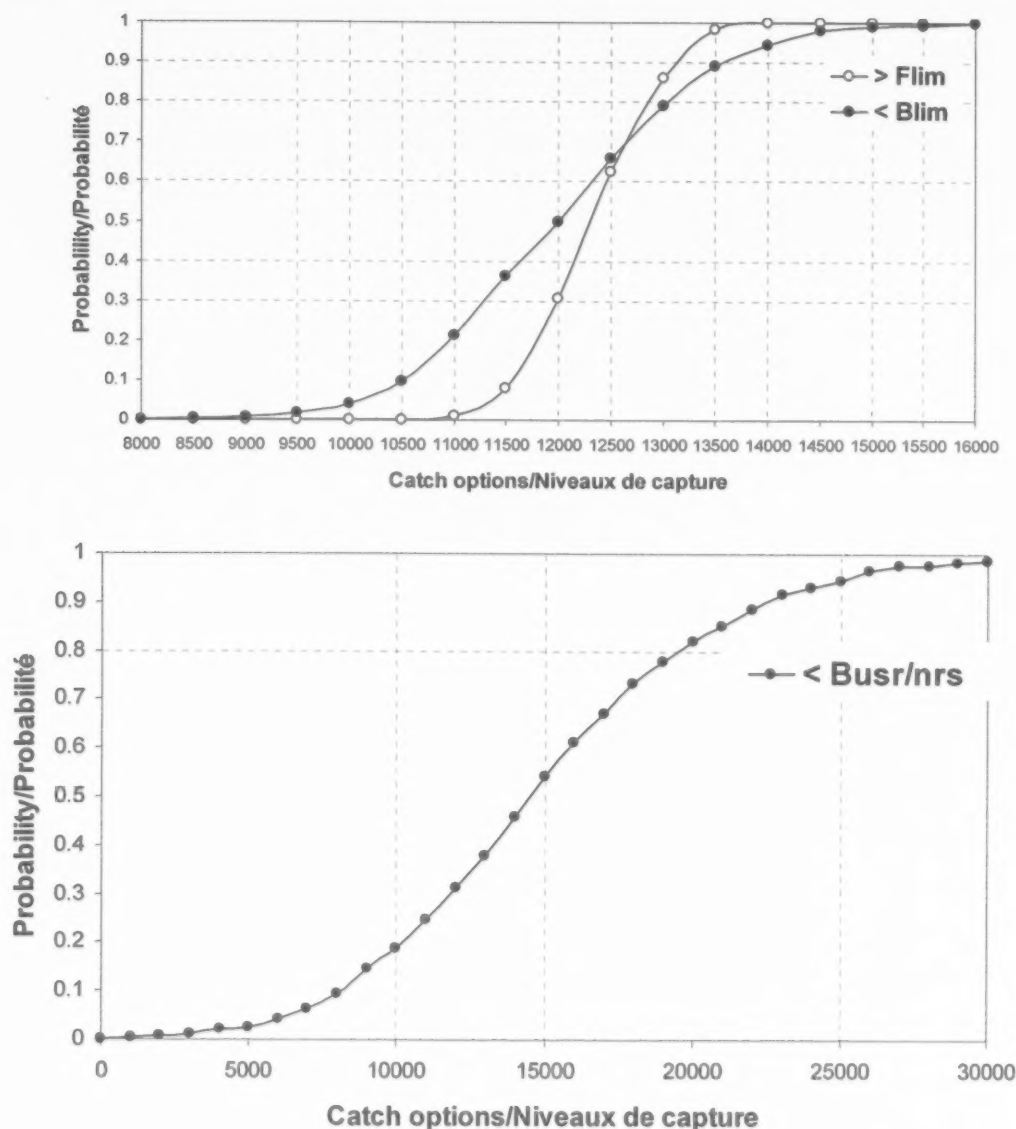 1
0.9
0.8
0.7
0.6
0.5
0.4
0.3
0.2
0.1
0
Probability/Probabilité
> Flim
< Blim
8000 8500 9000 9500 10000 10500 11000 11500 12000 12500 13000 13500 14000 14500 15000 15500 16000
Catch options/Niveaux de capture
1
0.9
0.8
0.7
0.6
0.5
0.4
0.3
0.2
0.1
0
Probability/Probabilité
< Busr/nrs
0 5000 10000 15000 20000 25000 30000
Catch options/Niveaux de capture